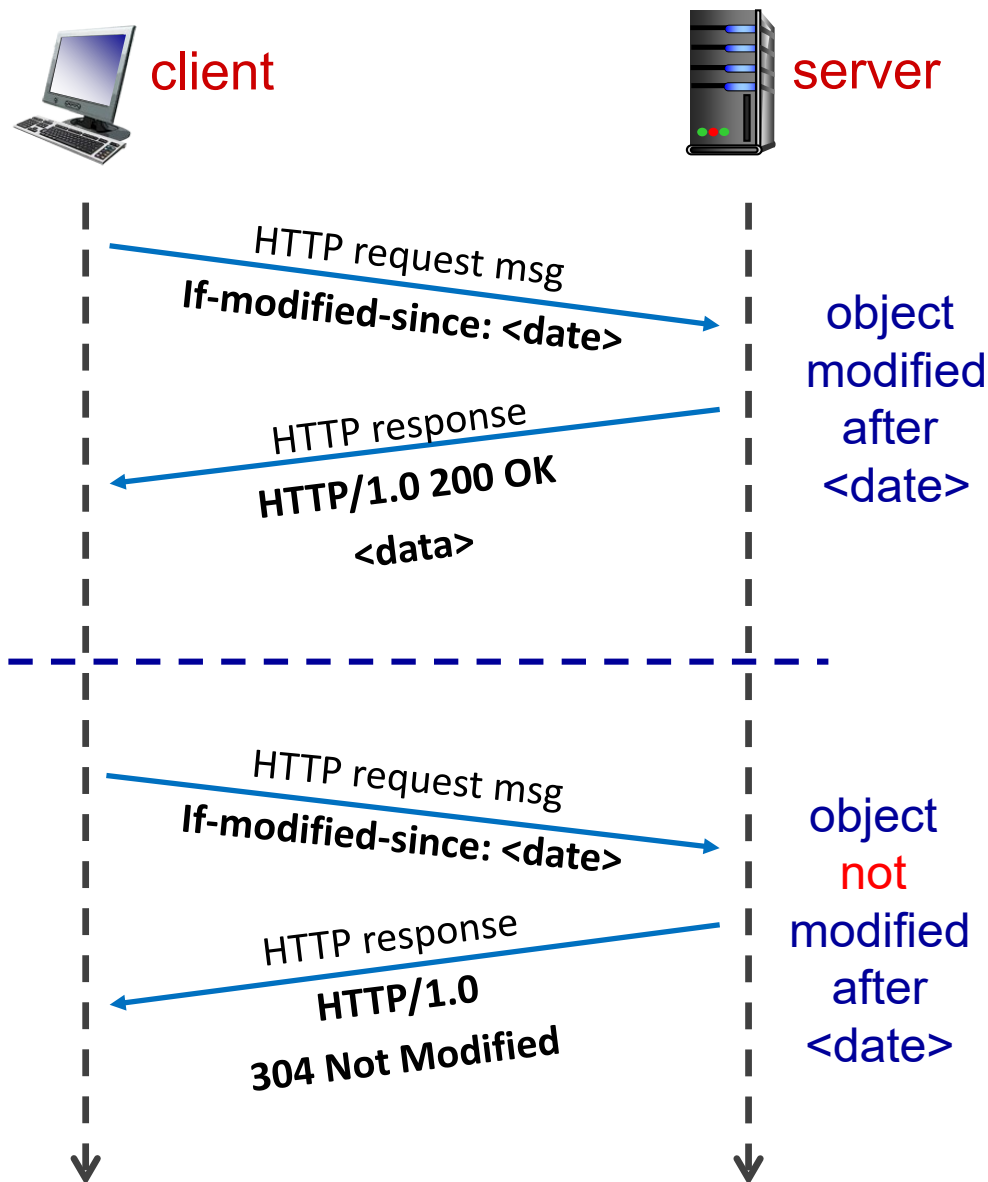 client
server
HTTP request msg
If-modified-since: <date>
object
modified
after
<date>
HTTP response
HTTP/1.0 200 OK
<data>
HTTP request msg
If-modified-since: <date>
object
not
modified
after
<date>
HTTP response
HTTP/1.0
304 Not Modified